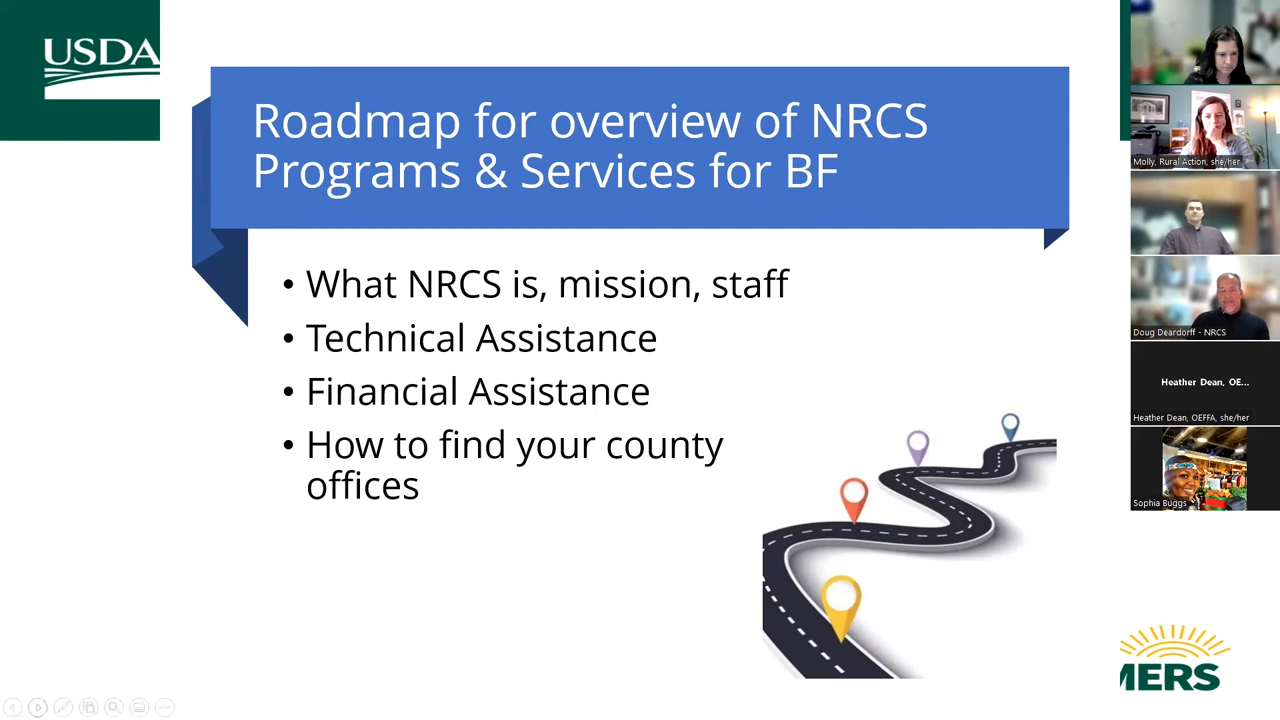 USDA
Roadmap for overview of NRCS
Programs & Services for BF
• What NRCS is, mission, staff
• Technical Assistance
• Financial Assistance
• How to find your county
offices
Molly, Rural Action, she/her
Doug Deardorff - NRCS
Heather Dean, OE...
Heather Dean, OEFFA, she/her
Sophia Buggs
MERS